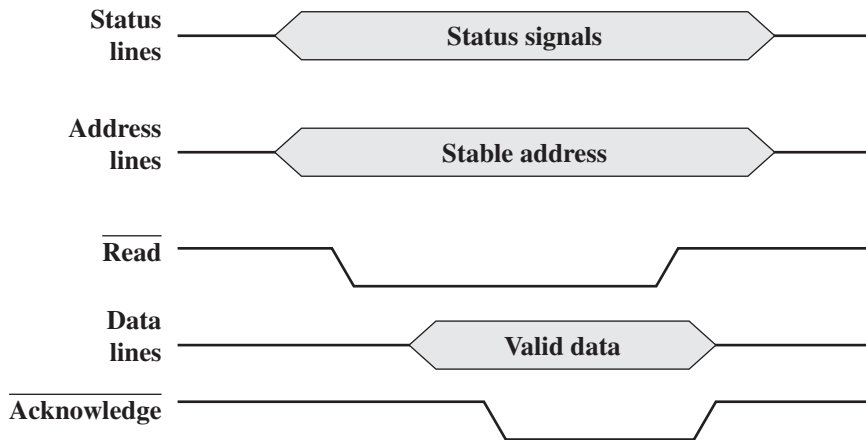 Status
lines
Status signals
Address
lines
Stable address
Read
Data
lines
Valid data
Acknowledge